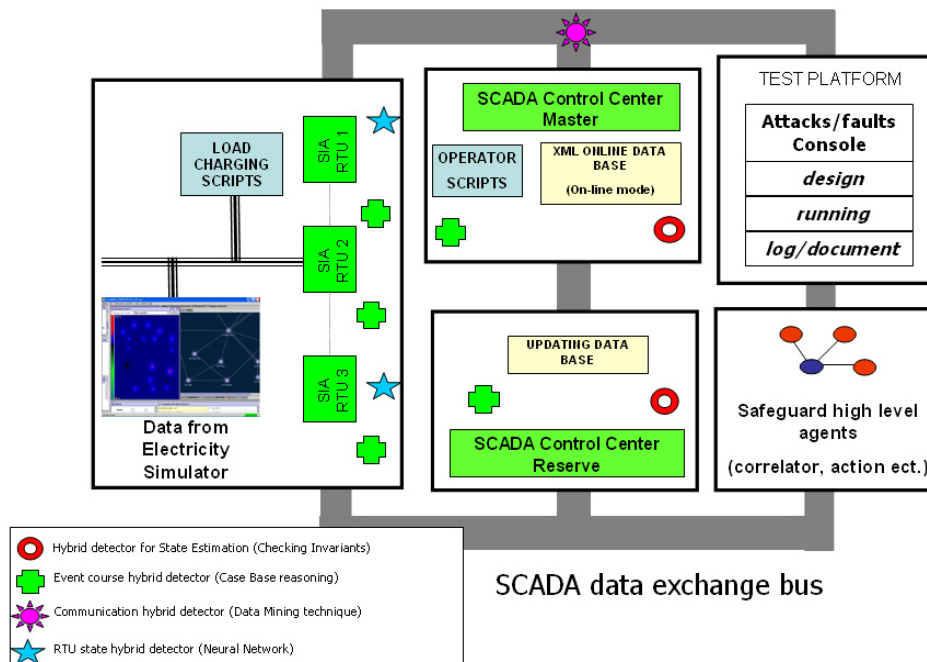 LOAD
CHARGING
SCRIPTS
SIA
RTU 1
SIA
RTU 2
SIA
RTU 3
Data from
Electricity
Simulator
SCADA Control Center
Master
OPERATOR
SCRIPTS
XML ONLINE DATA
BASE
(On-line mode)
UPDATING DATA
BASE
SCADA Control Center
Reserve
TEST PLATFORM
Attacks/faults
Console
design
running
log/document
Safeguard high level
agents
(correlator, action ect.)
SCADA data exchange bus
Hybrid detector for State Estimation (Checking Invariants)
Event course hybrid detector (Case Base reasoning)
Communication hybrid detector (Data Mining technique)
RTU state hybrid detector (Neural Network)